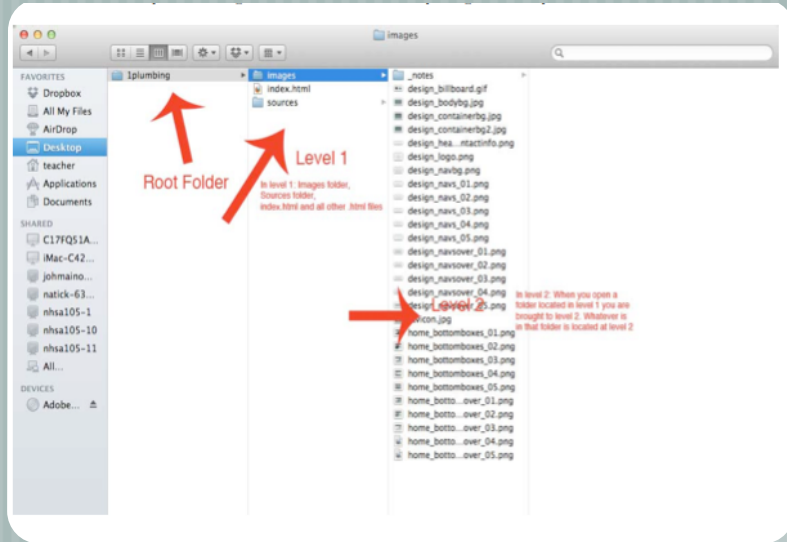 images
FAVORITES
Dropbox
All My Files
AirDrop
Desktop
teacher
Applications
Documents
SHARED
C17FQ51A...
iMac-C42...
johmaino...
natick-63...
nhsa105-1
nhsa105-10
nhsa105-11
All...
DEVICES
Adobe...
1plumbing
Root Folder
images
index.html
sources
Level 1
In level 1: Images folder,
Sources folder,
index.html and all other .html files
_notes
design_billboard.gif
design_bodybg.jpg
design_containerbg.jpg
design_containerbg2.jpg
design_hea...ntactinfo.png
design_logo.png
design_navbg.png
design_navs_01.png
design_navs_02.png
design_navs_03.png
design_navs_04.png
design_navs_05.png
design_navsover_01.png
design_navsover_02.png
design_navsover_03.png
design_navsover_04.png
design_navsover_05.png
Level 2
icon.jpg
home_bottomboxes_01.png
home_bottomboxes_02.png
home_bottomboxes_03.png
home_bottomboxes_04.png
home_bottomboxes_05.png
home_botto...over_01.png
home_botto...over_02.png
home_botto...over_03.png
home_botto...over_04.png
home_botto...over_05.png
In level 2: When you open a
folder located in level 1 you are
brought to level 2. Whatever is
in that folder is located at level 2